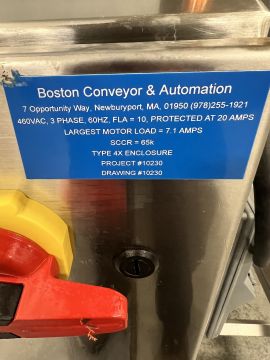 Boston Conveyor & Automation
7 Opportunity Way, Newburyport, MA, 01950 (978)255-1921
460VAC, 3 PHASE, 60HZ, FLA = 10, PROTECTED AT 20 AMPS
LARGEST MOTOR LOAD = 7.1 AMPS
SCCR = 65k
TYPE 4X ENCLOSURE
PROJECT #10230
DRAWING #10230